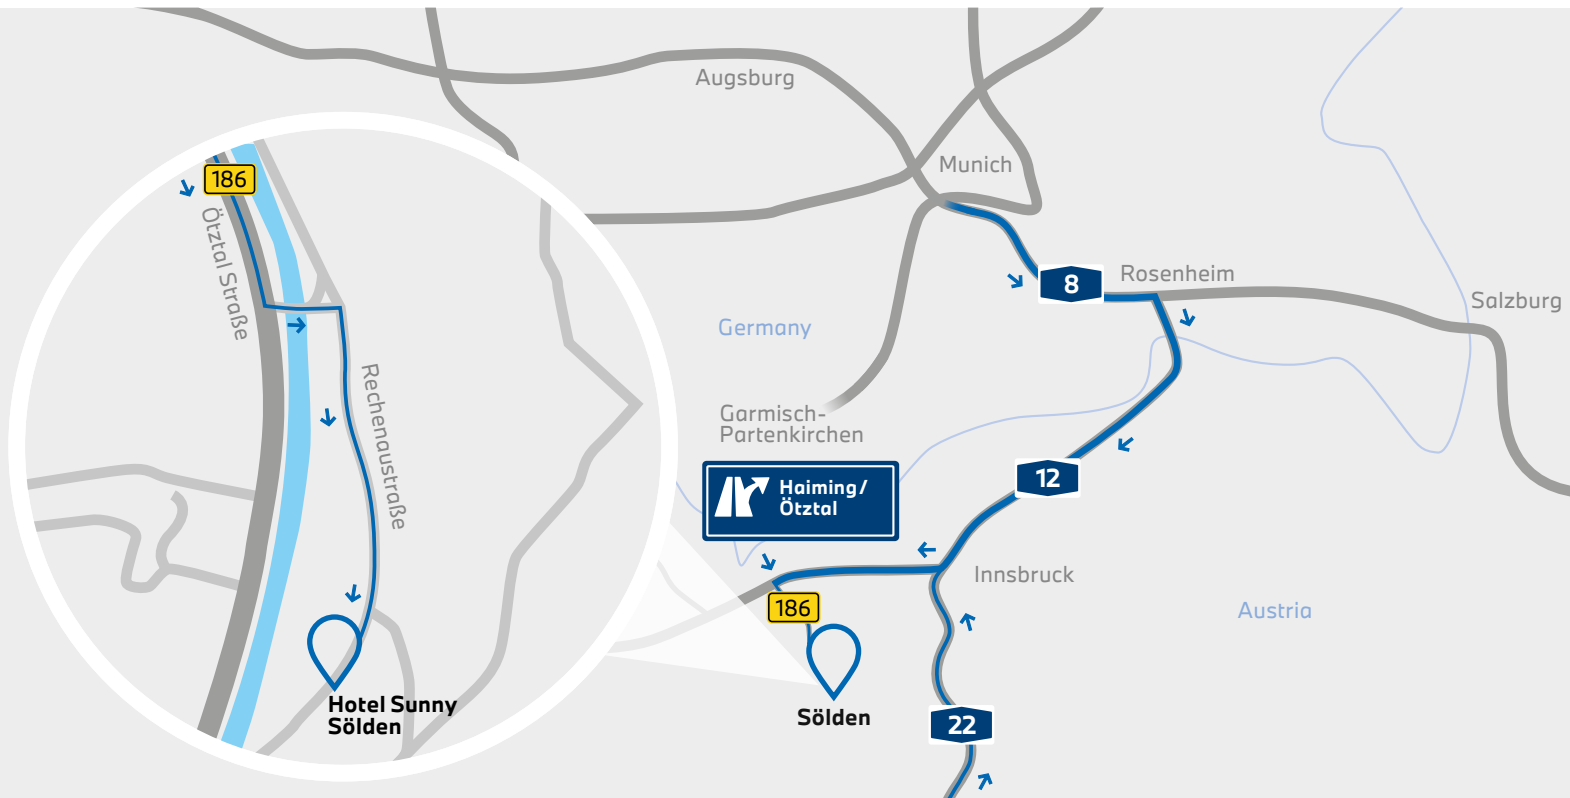 Augsburg
Munich
186
Ötztal Straße
8
Rosenheim
Salzburg
Germany
Rechenaustraße
Garmisch-
Partenkirchen
12
Haiming/
Ötztal
Innsbruck
186
Austria
Hotel Sunny
Sölden
Sölden
22